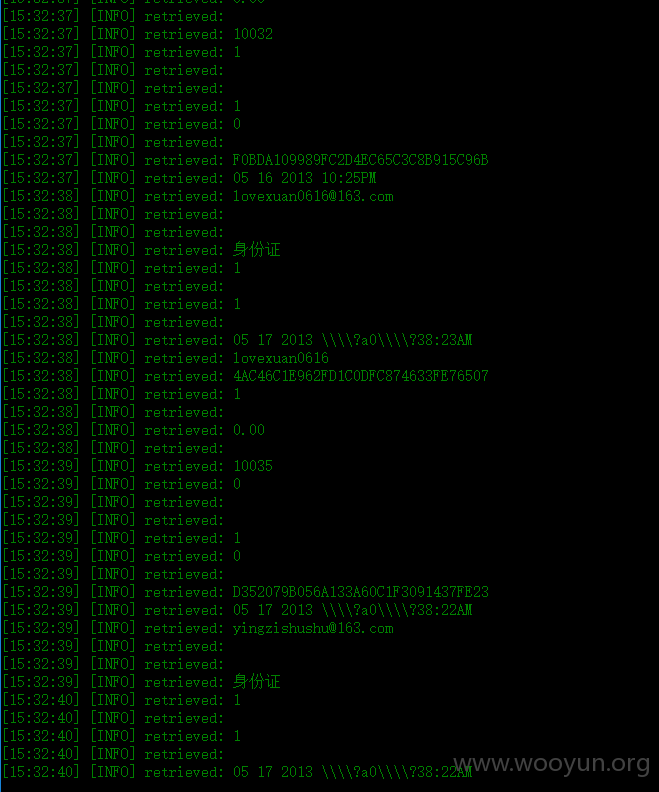 [15:32:37] [INFO] retrieved: 0.00
[15:32:37] [INFO] retrieved:
[15:32:37] [INFO] retrieved: 10032
[15:32:37] [INFO] retrieved: 1
[15:32:37] [INFO] retrieved:
[15:32:37] [INFO] retrieved:
[15:32:37] [INFO] retrieved: 1
[15:32:37] [INFO] retrieved: 0
[15:32:37] [INFO] retrieved:
[15:32:37] [INFO] retrieved: F0BDA109989FC2D4EC65C3C8B915C96B
[15:32:37] [INFO] retrieved: 05 16 2013 10:25PM
[15:32:38] [INFO] retrieved: lovexuan0616@163.com
[15:32:38] [INFO] retrieved:
[15:32:38] [INFO] retrieved:
[15:32:38] [INFO] retrieved: 身份证
[15:32:38] [INFO] retrieved: 1
[15:32:38] [INFO] retrieved:
[15:32:38] [INFO] retrieved: 1
[15:32:38] [INFO] retrieved:
[15:32:38] [INFO] retrieved: 05 17 2013 \\\\?a0\\\\?38:23AM
[15:32:38] [INFO] retrieved: lovexuan0616
[15:32:38] [INFO] retrieved: 4AC46C1E962FD1C0DFC874633FE76507
[15:32:38] [INFO] retrieved: 1
[15:32:38] [INFO] retrieved:
[15:32:38] [INFO] retrieved: 0.00
[15:32:38] [INFO] retrieved:
[15:32:39] [INFO] retrieved: 10035
[15:32:39] [INFO] retrieved: 0
[15:32:39] [INFO] retrieved:
[15:32:39] [INFO] retrieved:
[15:32:39] [INFO] retrieved: 1
[15:32:39] [INFO] retrieved: 0
[15:32:39] [INFO] retrieved:
[15:32:39] [INFO] retrieved: D352079B056A133A60C1F3091437FE23
[15:32:39] [INFO] retrieved: 05 17 2013 \\\\?a0\\\\?38:22AM
[15:32:39] [INFO] retrieved: yingzishushu@163.com
[15:32:39] [INFO] retrieved:
[15:32:39] [INFO] retrieved:
[15:32:39] [INFO] retrieved: 身份证
[15:32:40] [INFO] retrieved: 1
[15:32:40] [INFO] retrieved:
[15:32:40] [INFO] retrieved: 1
[15:32:40] [INFO] retrieved:
[15:32:40] [INFO] retrieved: 05 17 2013 \\\\?a0\\\\?38:22AM
www.wooyun.org